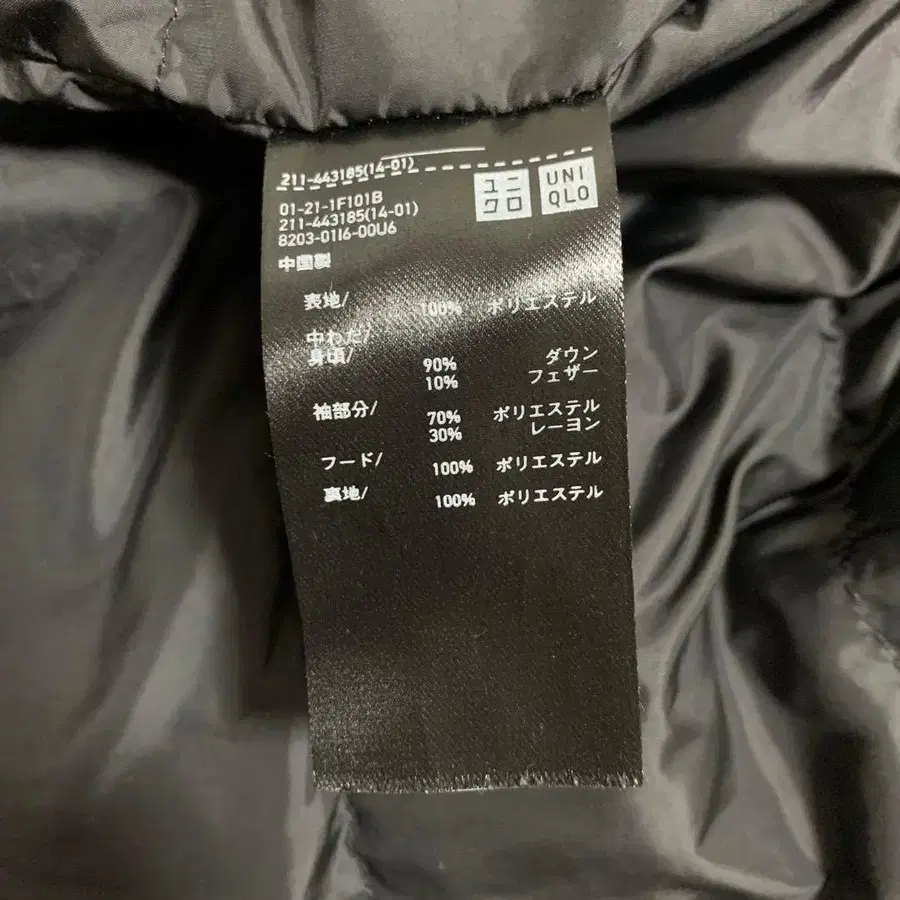 211-443185(14-01)
ユニ
クロ
UNI
QLO
01-21-1F101B
211-443185(14-01)
8203-01I6-00U6
中国製
表地/ 100% ポリエステル
中わた/
身頃/ 90% ダウン
10% フェザー
袖部分/ 70% ポリエステル
30% レーヨン
フード/ 100% ポリエステル
裏地/ 100% ポリエステル